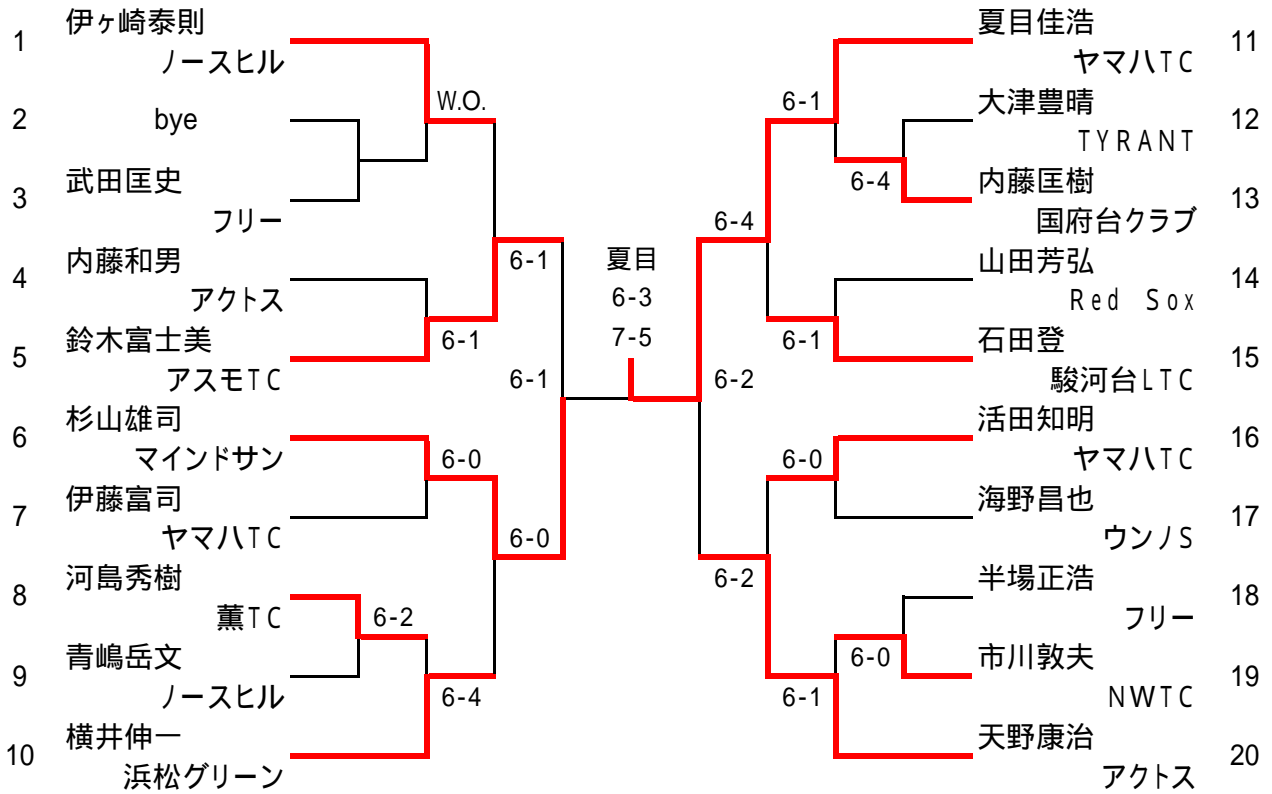 1 伊ヶ崎泰則
ノースヒル
W.O.
2 bye
3 武田匡史
フリー
6-1
4 内藤和男
アクトス
6-1
5 鈴木富士美
アスモTC
6-1
6 杉山雄司
マインドサン
6-0
7 伊藤富司
ヤマハTC
6-0
8 河島秀樹
薫TC
6-2
9 青嶋岳文
ノースヒル
6-4
10 横井伸一
浜松グリーン
夏目
6-3
7-5
夏目佳浩 11
ヤマハTC
6-1
大津豊晴 12
TYRANT
6-4
内藤匡樹 13
国府台クラブ
6-4
山田芳弘 14
Red Sox
6-1
石田登 15
駿河台LTC
6-2
活田知明 16
ヤマハTC
6-0
海野昌也 17
ウンノS
6-2
半場正浩 18
フリー
6-0
市川敦夫 19
NWTC
6-1
天野康治 20
アクトス